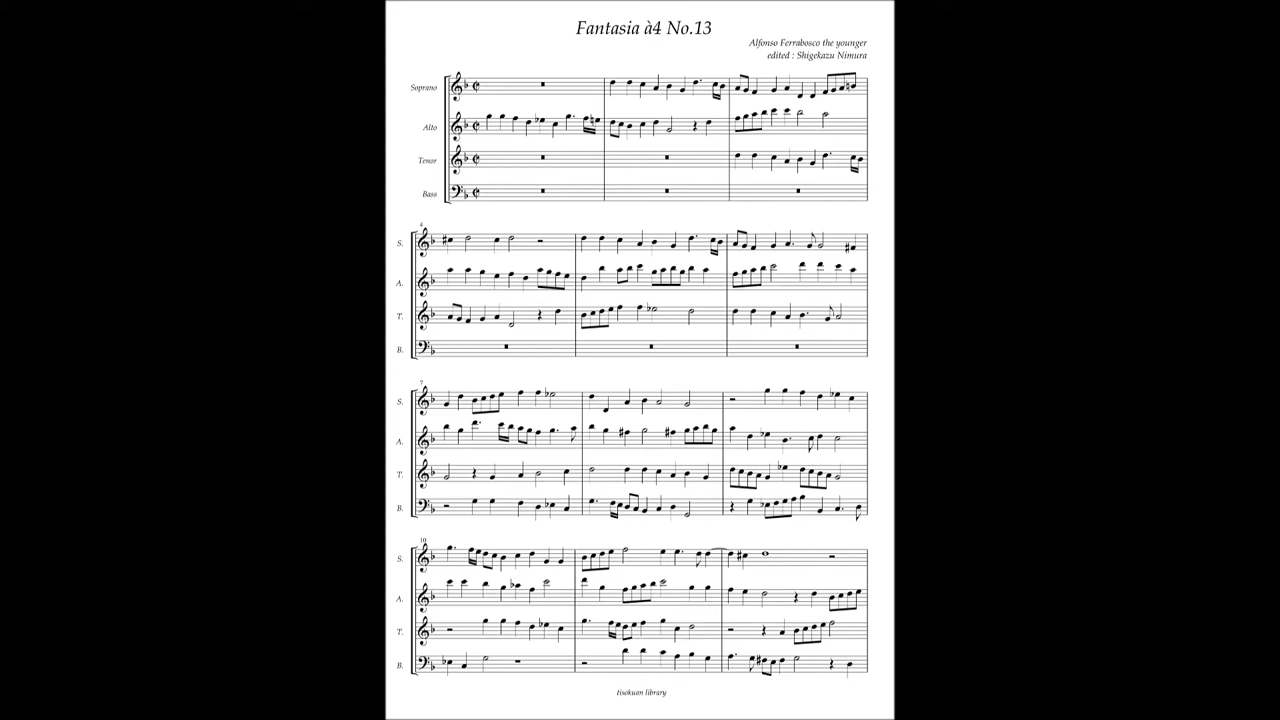 Fantasia à4 No.13
Alfonso Ferrabosco the younger
edited : Shigekazu Nimura
Soprano
Alto
Tenor
Bass
4
S.
A.
T.
B.
7
S.
A.
T.
B.
10
S.
A.
T.
B.
tisokuen library